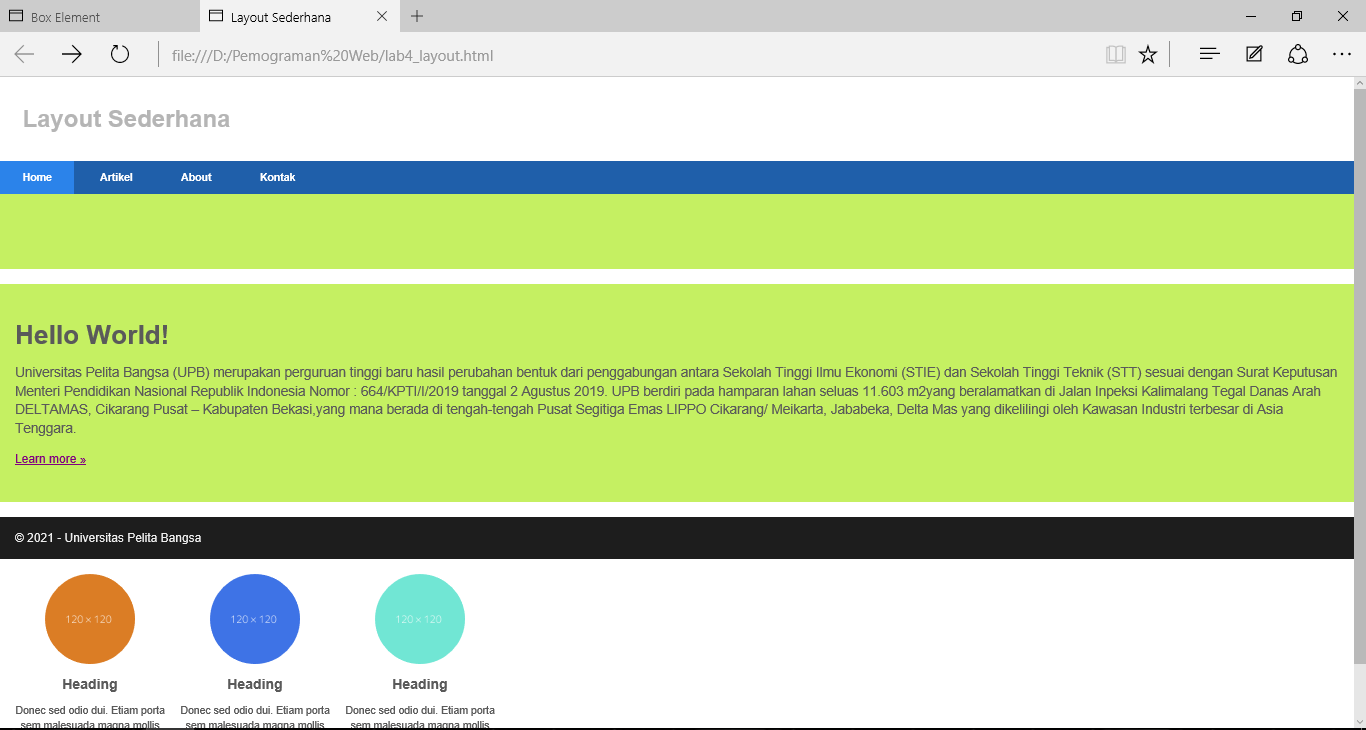 Box Element
Layout Sederhana
file:///D:/Pemograman%20Web/lab4_layout.html
Layout Sederhana
Home Artikel About Kontak
Hello World!
Universitas Pelita Bangsa (UPB) merupakan perguruan tinggi baru hasil perubahan bentuk dari penggabungan antara Sekolah Tinggi Ilmu Ekonomi (STIE) dan Sekolah Tinggi Teknik (STT) sesuai dengan Surat Keputusan
Menteri Pendidikan Nasional Republik Indonesia Nomor : 664/KPTI/I/2019 tanggal 2 Agustus 2019. UPB berdiri pada hamparan lahan seluas 11.603 m2yang beralamatkan di Jalan Inpeksi Kalimalang Tegal Danas Arah
DELTAMAS, Cikarang Pusat – Kabupaten Bekasi,yang mana berada di tengah-tengah Pusat Segitiga Emas LIPPO Cikarang/ Meikarta, Jababeka, Delta Mas yang dikelilingi oleh Kawasan Industri terbesar di Asia
Tenggara.
Learn more »
© 2021 - Universitas Pelita Bangsa
120 × 120 120 × 120 120 × 120
Heading Heading Heading
Donec sed odio dui. Etiam porta Donec sed odio dui. Etiam porta Donec sed odio dui. Etiam porta
sem malesuada magna mollis sem malesuada magna mollis sem malesuada magna mollis